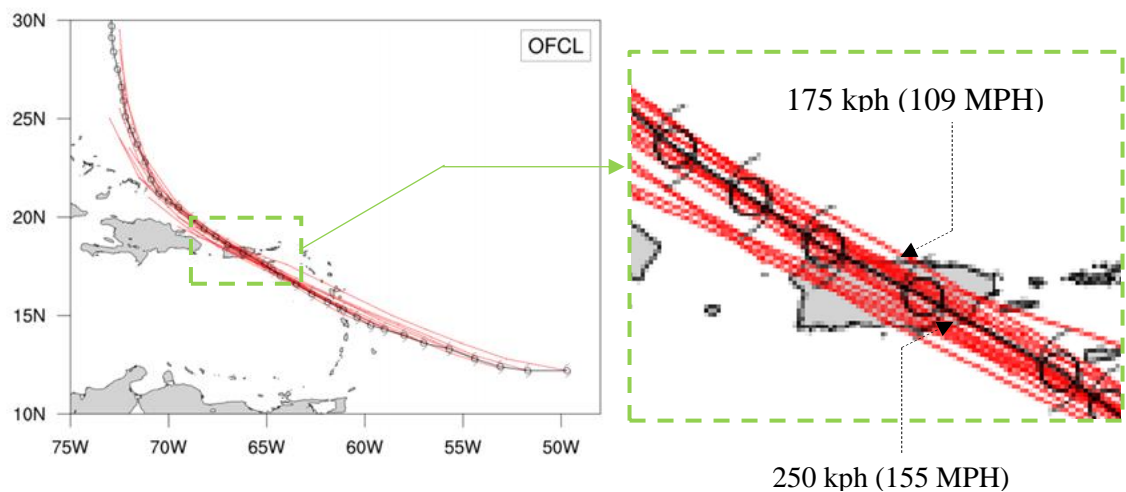 30N
OFCL
25N
20N
15N
10N
75W 70W 65W 60W 55W 50W
175 kph (109 MPH)
250 kph (155 MPH)